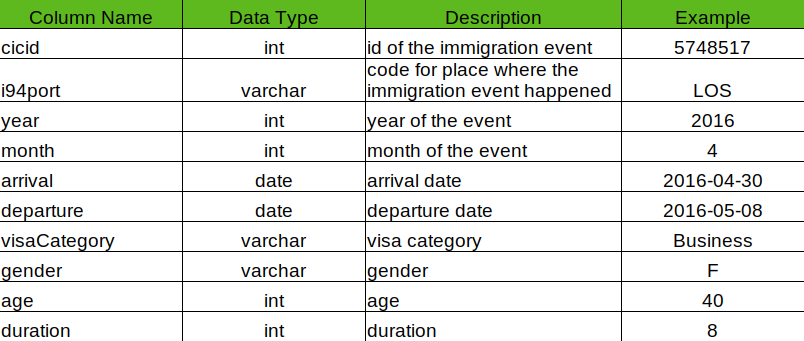 Column Name Data Type Description Example
cicid int id of the immigration event 5748517
code for place where the
i94port varchar immigration event happened LOS
year int year of the event 2016
month int month of the event 4
arrival date arrival date 2016-04-30
departure date departure date 2016-05-08
visaCategory varchar visa category Business
gender varchar gender F
age int age 40
duration int duration 8